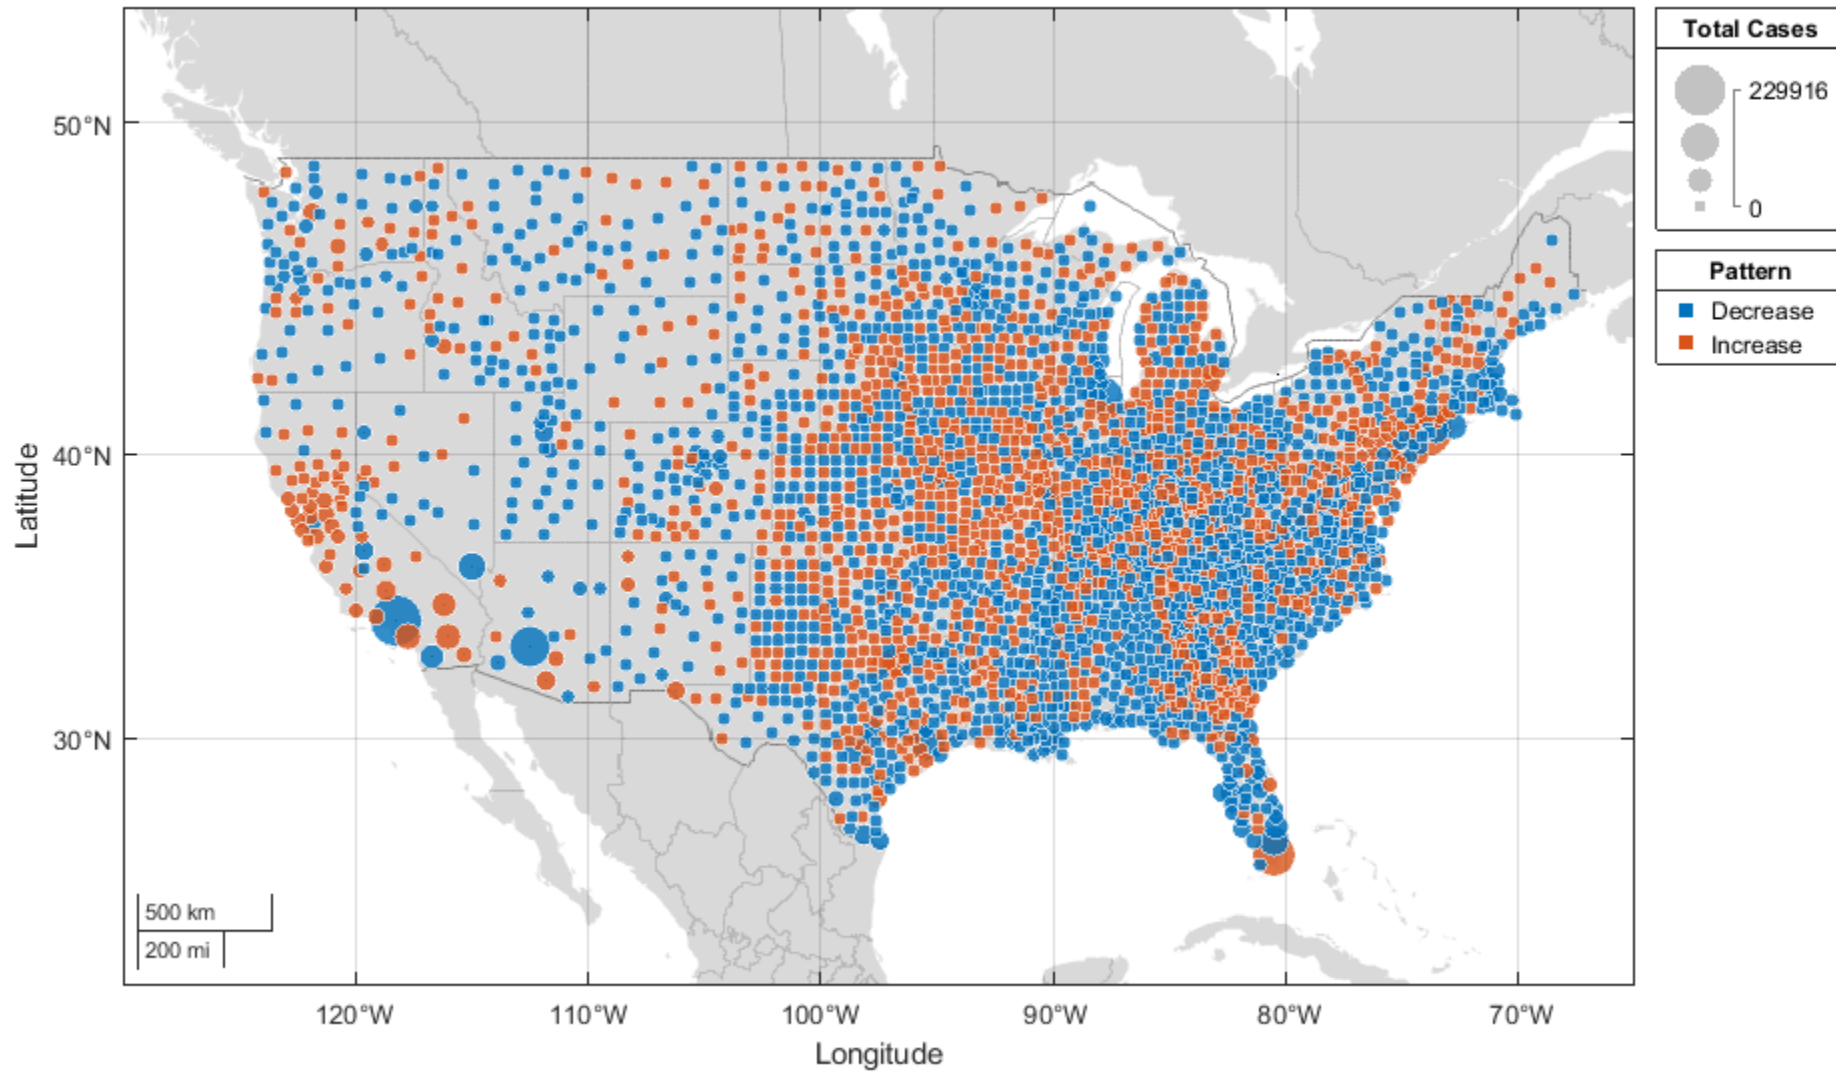 Total Cases
229916
0
Pattern
Decrease
Increase
50°N
40°N
30°N
Latitude
500 km
200 mi
120°W 110°W 100°W 90°W 80°W 70°W
Longitude